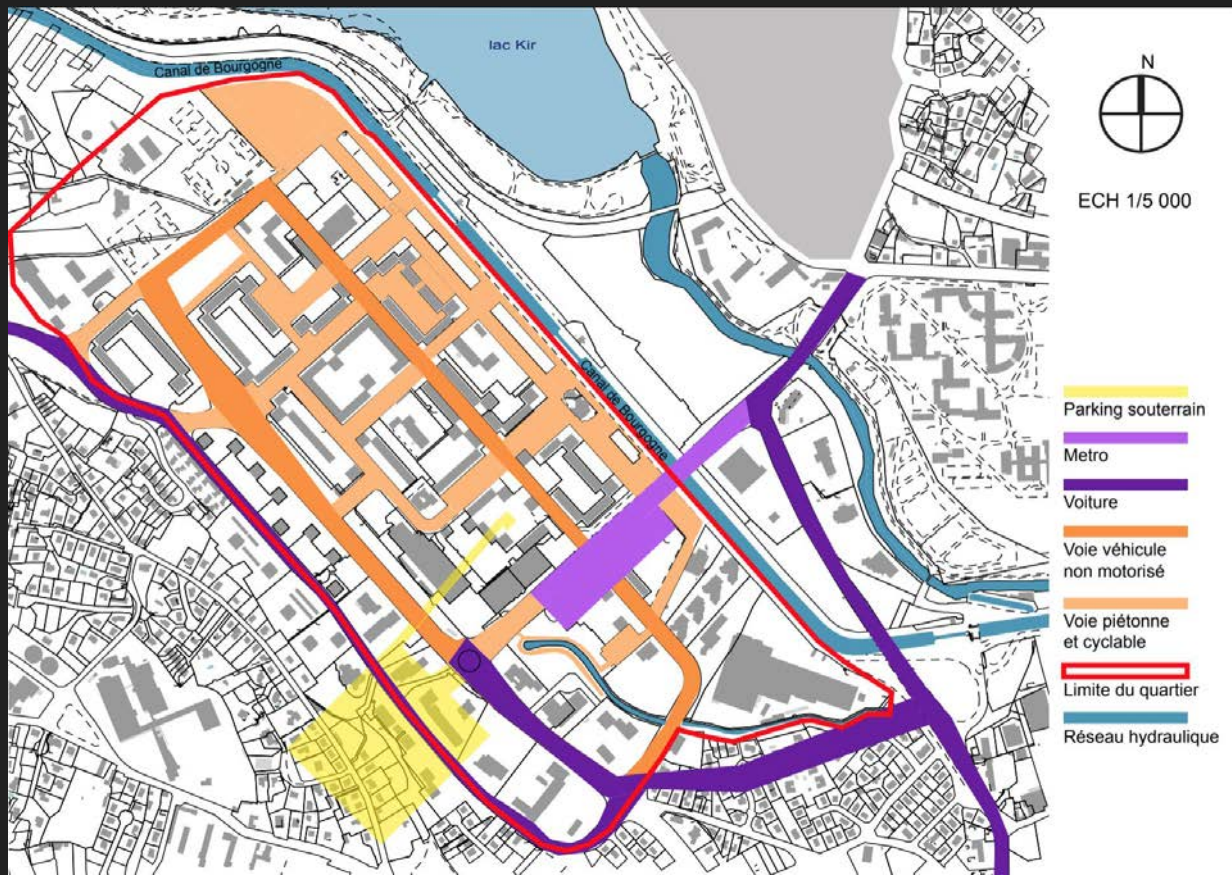 lac Kir
Canal de Bourgogne
Canal de Bourgogne
N
ECH 1/5 000
Parking souterrain
Metro
Voiture
Voie véhicule
non motorisé
Voie piétonne
et cyclable
Limite du quartier
Réseau hydraulique